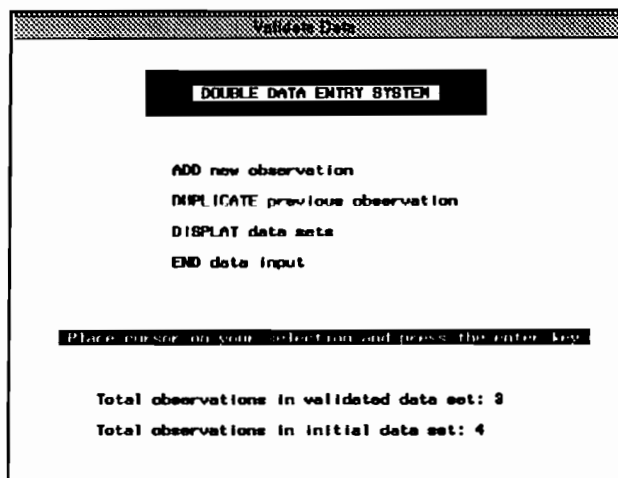 Validate Data
DOUBLE DATA ENTRY SYSTEM
ADD new observation
DUPLICATE previous observation
DISPLAT data sets
END data input
Place cursor on your selection and press the enter key
Total observations in validated data set: 3
Total observations in initial data set: 4